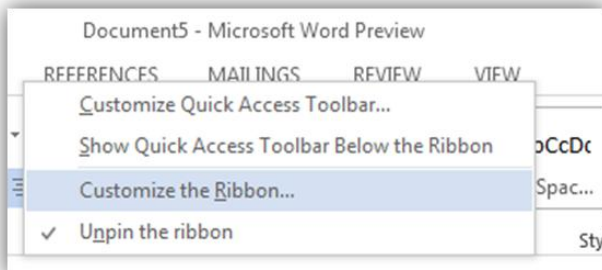 Document5 - Microsoft Word Preview
REFERENCES MAILINGS REVIEW VIEW
Customize Quick Access Toolbar...
Show Quick Access Toolbar Below the Ribbon
Customize the Ribbon...
Spac...
Unpin the ribbon